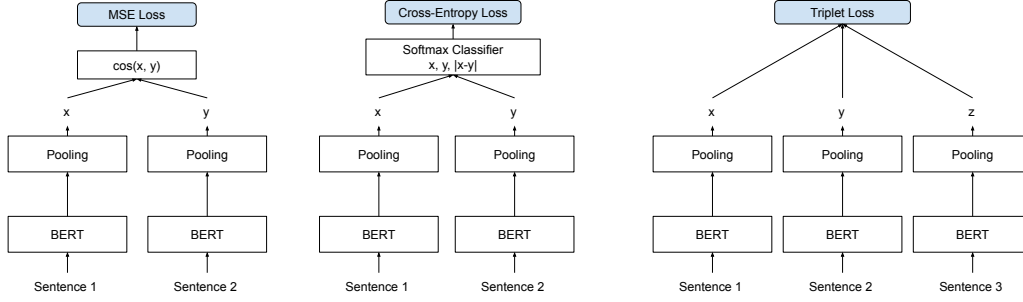 MSE Loss
cos(x, y)
x y
Pooling Pooling
BERT BERT
Sentence 1 Sentence 2
Cross-Entropy Loss
Softmax Classifier
x, y, |x-y|
x y
Pooling Pooling
BERT BERT
Sentence 1 Sentence 2
Triplet Loss
x y z
Pooling Pooling Pooling
BERT BERT BERT
Sentence 1 Sentence 2 Sentence 3